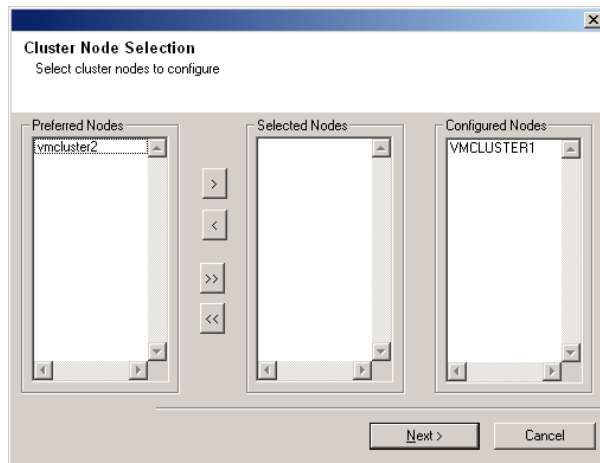 Cluster Node Selection
Select cluster nodes to configure
Preferred Nodes
vmcluster2
>
<
>>
<<
Selected Nodes
Configured Nodes
VMCLUSTER1
Next >
Cancel